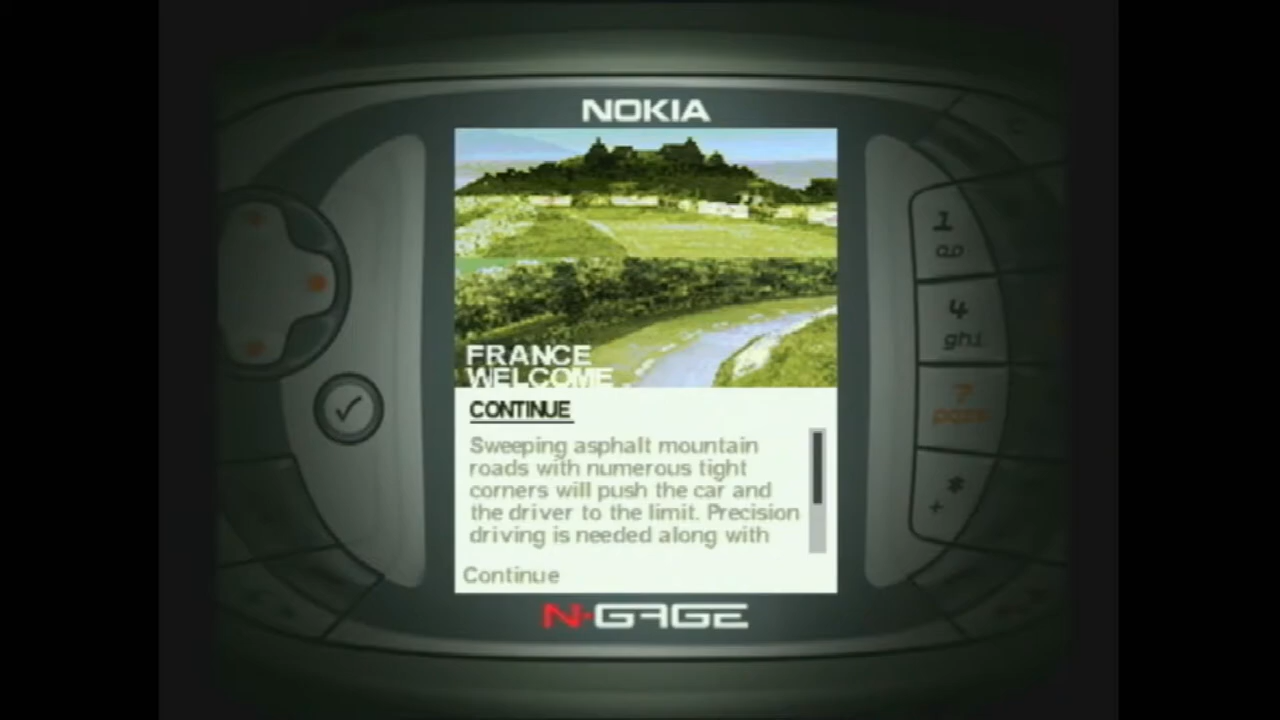 NOKIA
FRANCE
WELCOME
CONTINUE
Sweeping asphalt mountain
roads with numerous tight
corners will push the car and
the driver to the limit. Precision
driving is needed along with
Continue
N-GAGE
1
a.o
4
ghi
7
pqrs
*
+